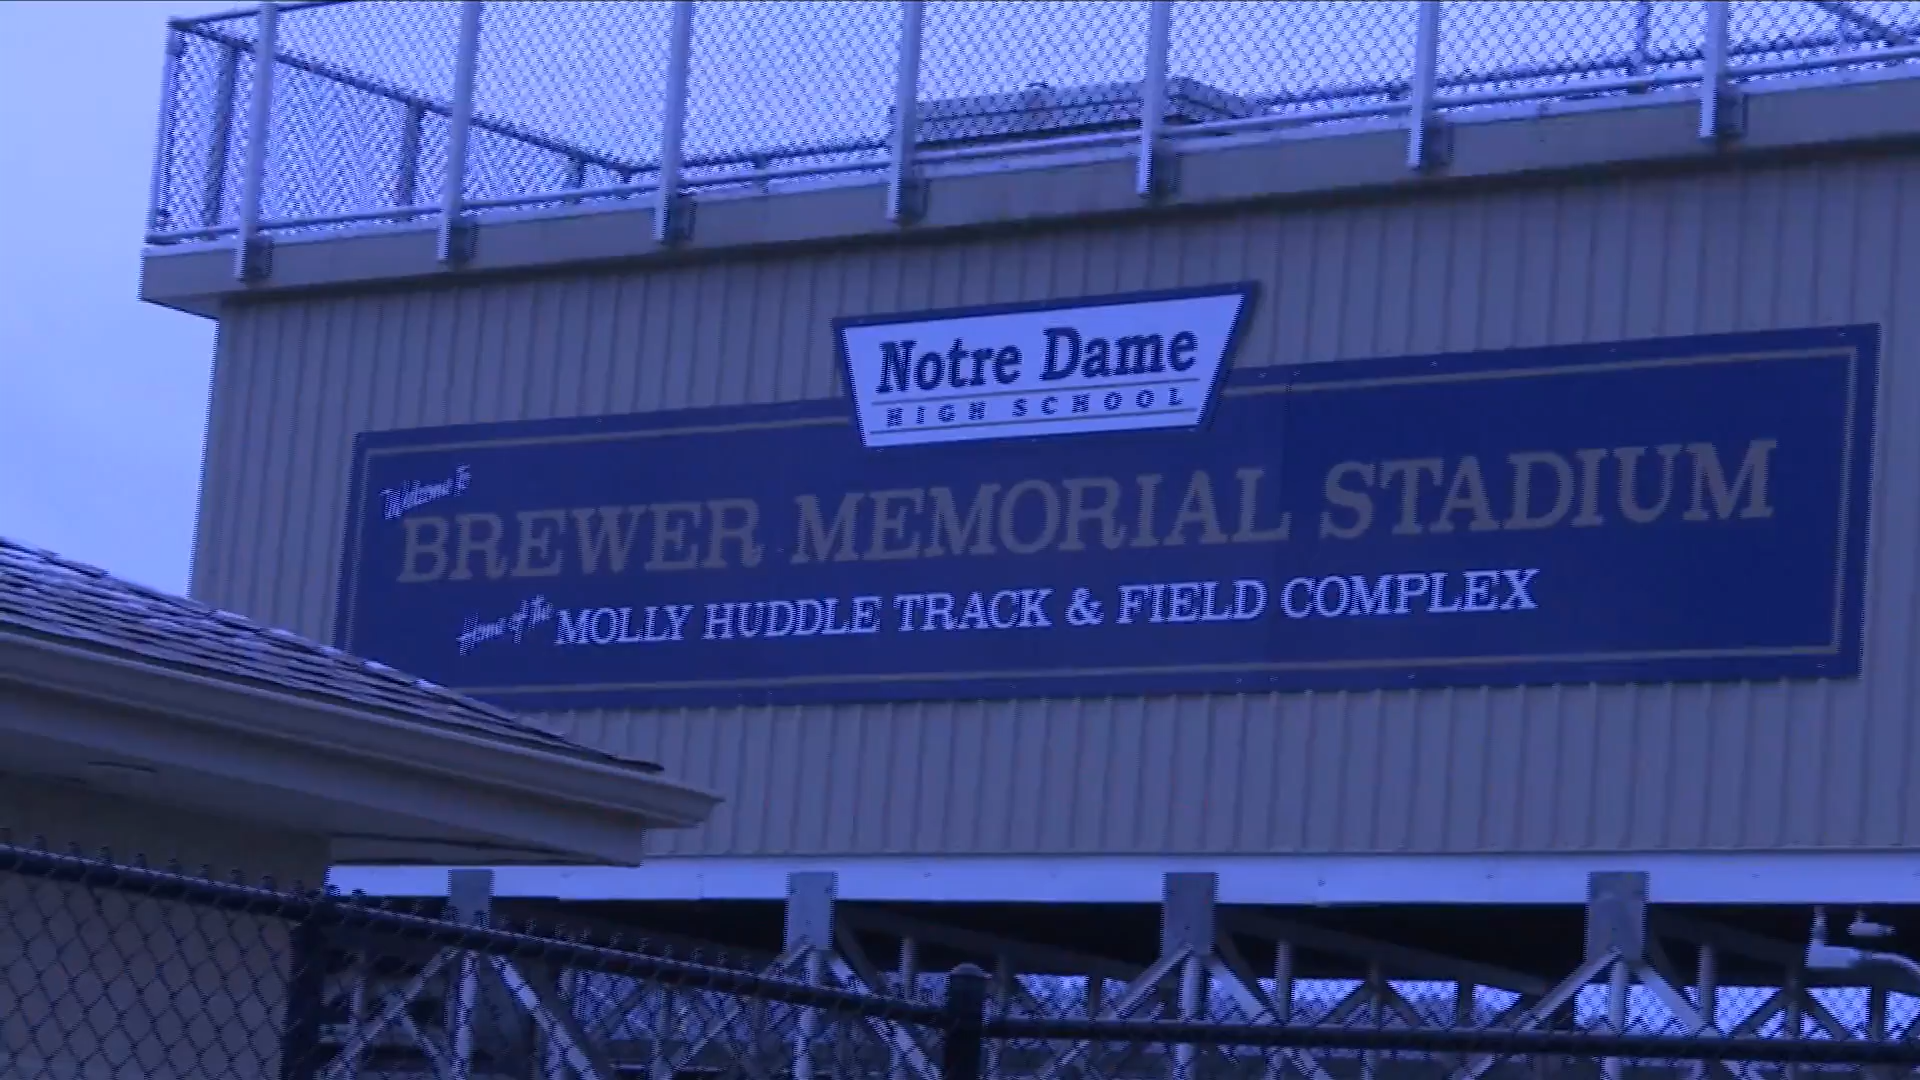 Notre Dame
HIGH SCHOOL
Welcome To
BREWER MEMORIAL STADIUM
Home of the MOLLY HUDDLE TRACK & FIELD COMPLEX